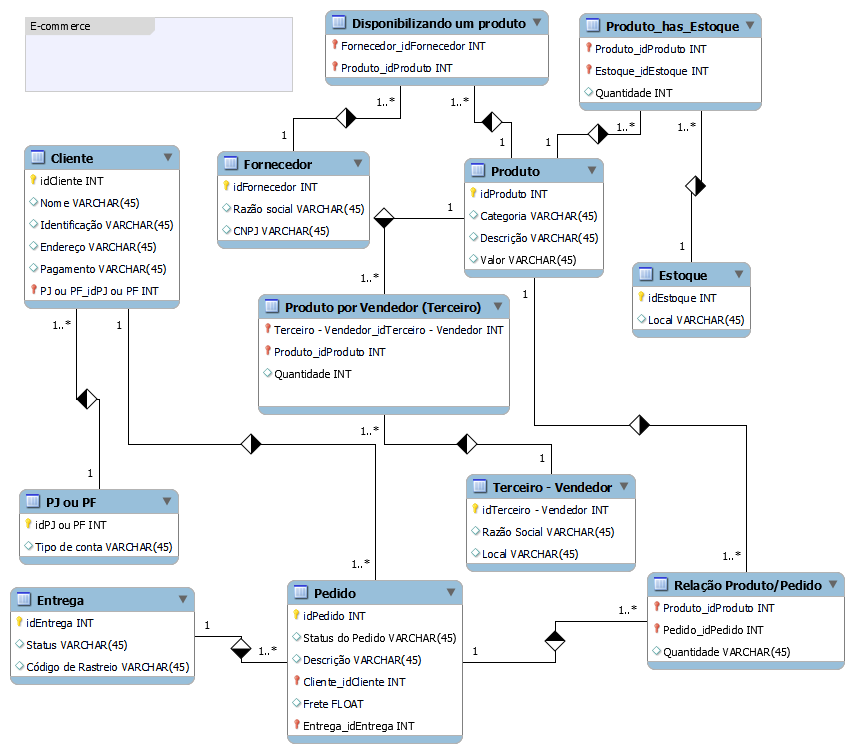 E-commerce
Disponibilizando um produto
Fornecedor_idFornecedor INT
Produto_idProduto INT
Produto_has_Estoque
Produto_idProduto INT
Estoque_idEstoque INT
Quantidade INT
1..*
1..*
1..*
1..*
1
1
1
Cliente
idCliente INT
Nome VARCHAR(45)
Identificação VARCHAR(45)
Endereço VARCHAR(45)
Pagamento VARCHAR(45)
PJ ou PF_idPJ ou PF INT
Fornecedor
idFornecedor INT
Razão social VARCHAR(45)
CNPJ VARCHAR(45)
Produto
idProduto INT
Categoria VARCHAR(45)
Descrição VARCHAR(45)
Valor VARCHAR(45)
1
1
1..*
Estoque
idEstoque INT
Local VARCHAR(45)
Produto por Vendedor (Terceiro)
Terceiro - Vendedor_idTerceiro - Vendedor INT
Produto_idProduto INT
Quantidade INT
1
1..*
1
1..*
1
1
PJ ou PF
idPJ ou PF INT
Tipo de conta VARCHAR(45)
Terceiro - Vendedor
idTerceiro - Vendedor INT
Razão Social VARCHAR(45)
Local VARCHAR(45)
1..*
1..*
Entrega
idEntrega INT
Status VARCHAR(45)
Código de Rastreio VARCHAR(45)
1
1..*
Pedido
idPedido INT
Status do Pedido VARCHAR(45)
Descrição VARCHAR(45)
Cliente_idCliente INT
Frete FLOAT
Entrega_idEntrega INT
1
1..*
Relação Produto/Pedido
Produto_idProduto INT
Pedido_idPedido INT
Quantidade VARCHAR(45)